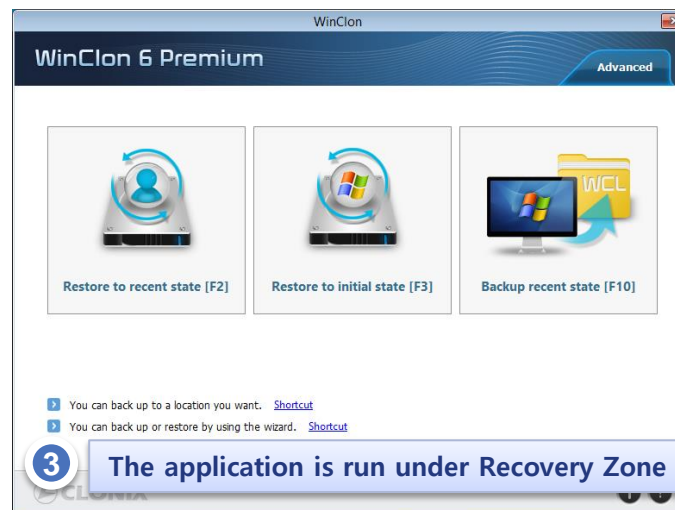 WinClon
WinClon 6 Premium
Advanced
WCL
Restore to recent state [F2]
Restore to initial state [F3]
Backup recent state [F10]
You can back up to a location you want. Shortcut
You can back up or restore by using the wizard. Shortcut
3
The application is run under Recovery Zone
CLONIX